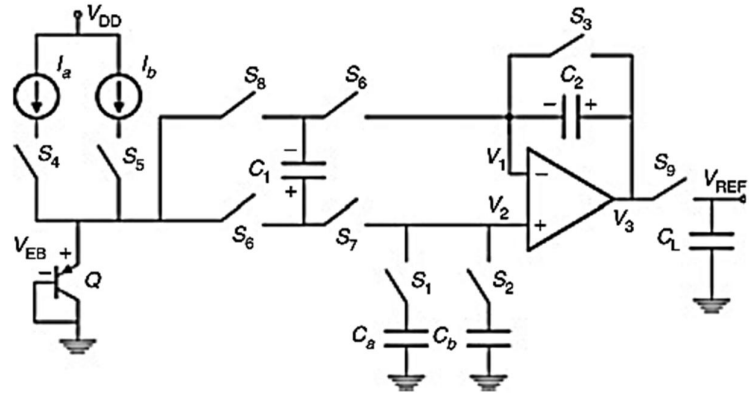 V_DD
S_3
I_a
I_b
S_8
S_6
C_2
− +
S_4
S_5
C_1
−
+
V_1
−
S_9
V_REF
S_6
S_7
V_2
+
V_3
V_EB
+
−
Q
S_1
S_2
C_L
C_a
C_b